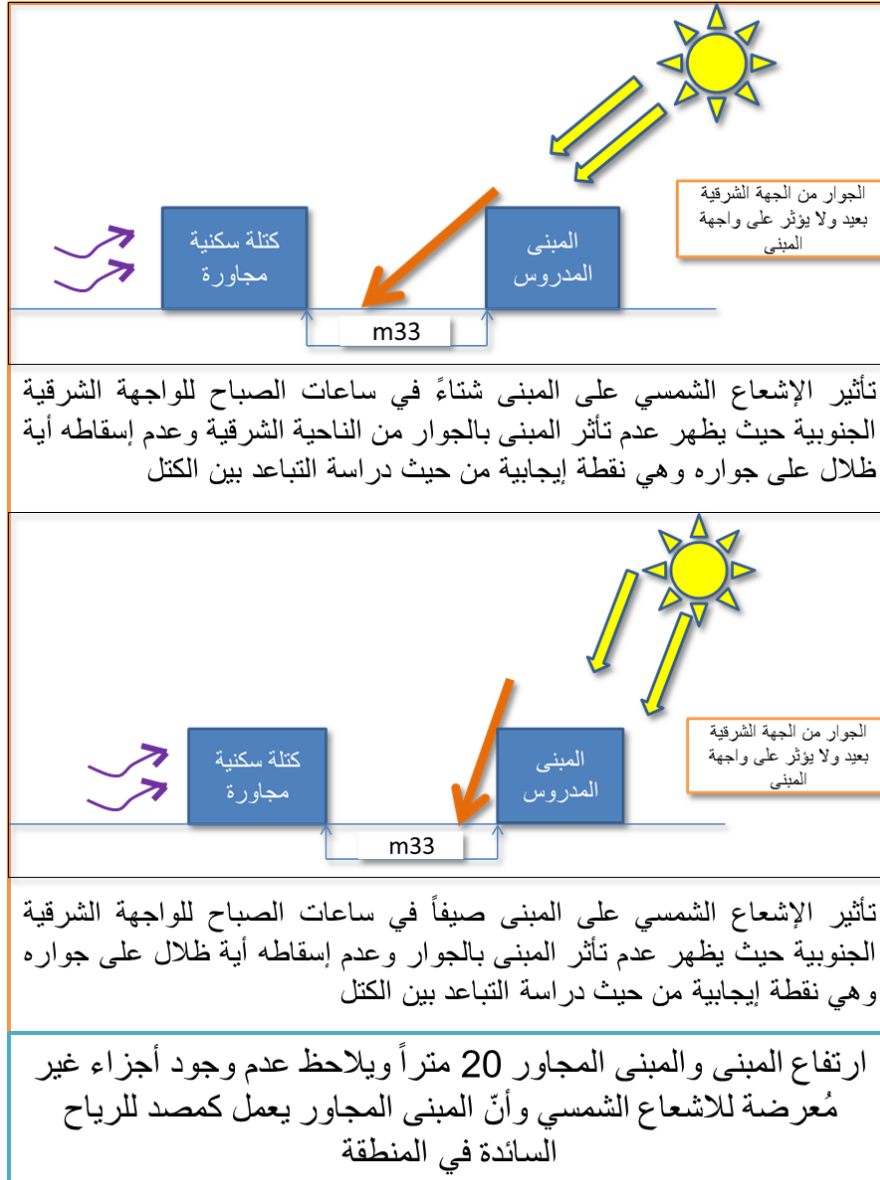 الجوار من الجهة الشرقية
بعيد ولا يؤثر على واجهة
المبنى
المبنى
المدروس
كتلة سكنية
مجاورة
m33
تأثير الإشعاع الشمسي على المبنى شتاءً في ساعات الصباح للواجهة الشرقية
الجنوبية حيث يظهر عدم تأثر المبنى بالجوار من الناحية الشرقية وعدم إسقاطه أية
ظلال على جواره وهي نقطة إيجابية من حيث دراسة التباعد بين الكتل
الجوار من الجهة الشرقية
بعيد ولا يؤثر على واجهة
المبنى
المبنى
المدروس
كتلة سكنية
مجاورة
m33
تأثير الإشعاع الشمسي على المبنى صيفاً في ساعات الصباح للواجهة الشرقية
الجنوبية حيث يظهر عدم تأثر المبنى بالجوار وعدم إسقاطه أية ظلال على جواره
وهي نقطة إيجابية من حيث دراسة التباعد بين الكتل
ارتفاع المبنى والمبنى المجاور 20 متراً ويلاحظ عدم وجود أجزاء غير
مُعرضة للاشعاع الشمسي وأنّ المبنى المجاور يعمل كمصد للرياح
السائدة في المنطقة